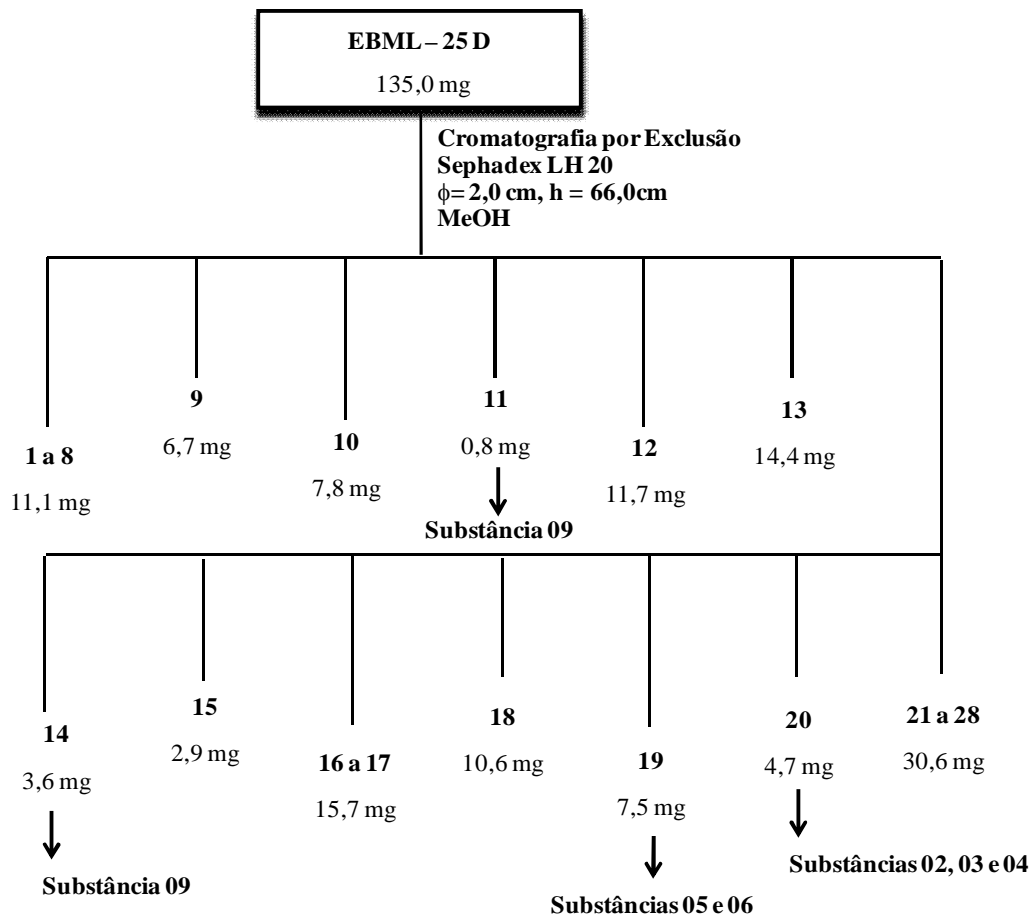 EBML – 25 D
135,0 mg
Cromatografia por Exclusão
Sephadex LH 20
ϕ= 2,0 cm, h = 66,0cm
MeOH
1 a 8
11,1 mg
9
6,7 mg
10
7,8 mg
11
0,8 mg
Substância 09
12
11,7 mg
13
14,4 mg
14
3,6 mg
Substância 09
15
2,9 mg
16 a 17
15,7 mg
18
10,6 mg
19
7,5 mg
Substâncias 05 e 06
20
4,7 mg
Substâncias 02, 03 e 04
21 a 28
30,6 mg